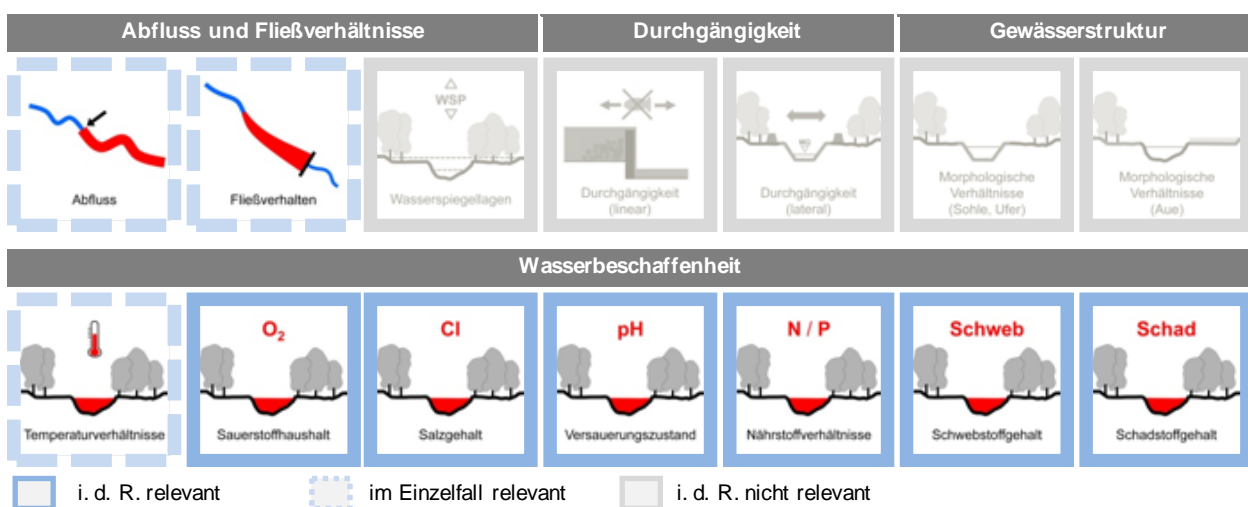 Abfluss und Fließverhältnisse
Durchgängigkeit
Gewässerstruktur
Abfluss
Fließverhalten
WSP
Wasserspiegellagen
Durchgängigkeit
(linear)
Durchgängigkeit
(lateral)
Morphologische
Verhältnisse
(Sohle, Ufer)
Morphologische
Verhältnisse
(Aue)
Wasserbeschaffenheit
Temperaturverhältnisse
O₂
Sauerstoffhaushalt
Cl
Salzgehalt
pH
Versauerungszustand
N / P
Nährstoffverhältnisse
Schweb
Schwebstoffgehalt
Schad
Schadstoffgehalt
i. d. R. relevant
im Einzelfall relevant
i. d. R. nicht relevant